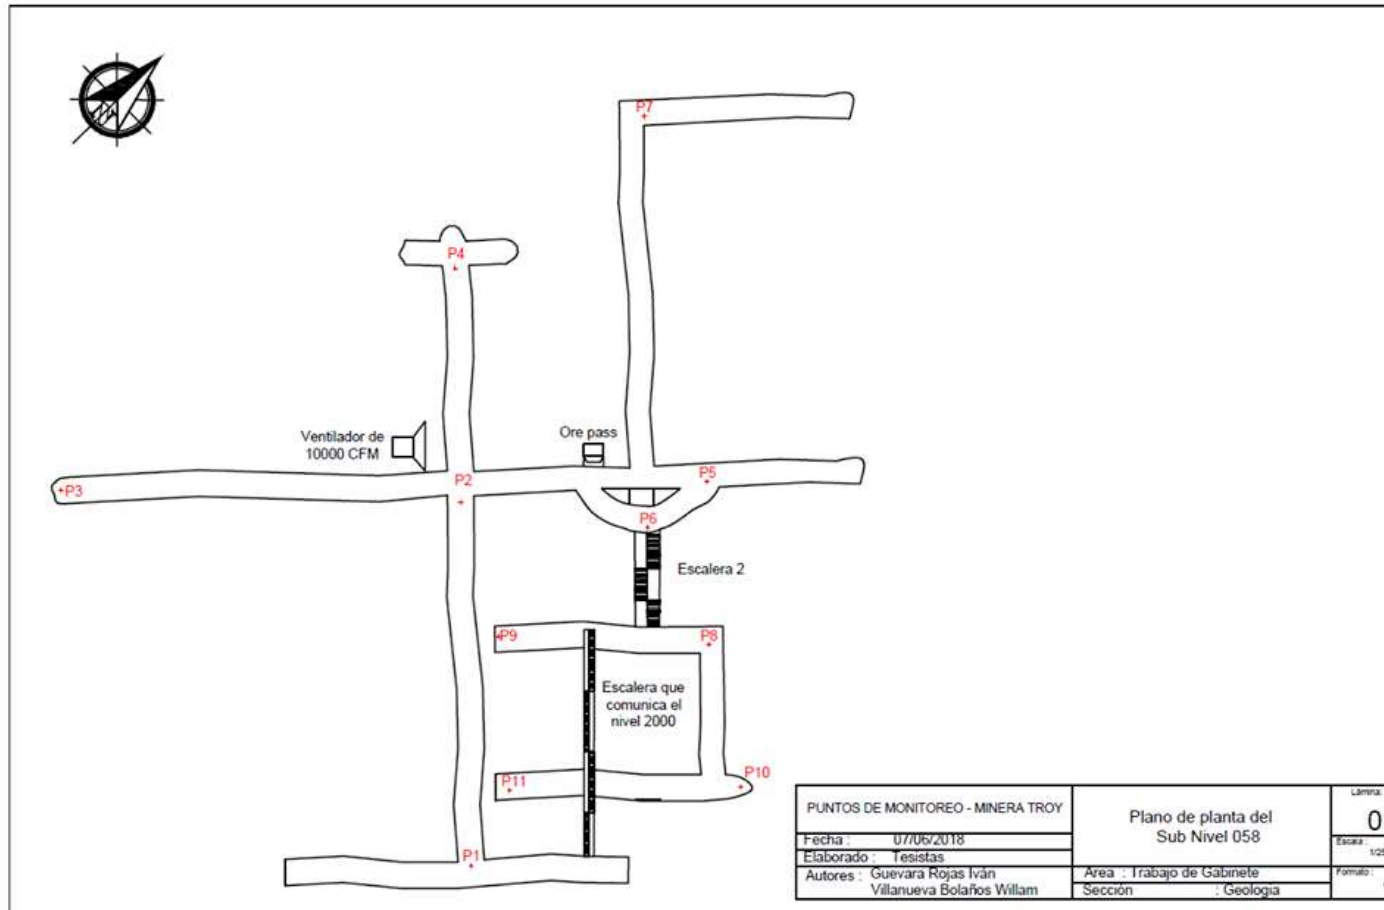 P7
P4
Ventilador de
10000 CFM
Ore pass
P3
P2
P5
P6
Escalera 2
P9
P8
Escalera que
comunica el
nivel 2000
P11
P10
P1
PUNTOS DE MONITOREO - MINERA TROY
Fecha : 07/06/2018
Elaborado : Tesistas
Autores : Guevara Rojas Iván
Villanueva Bolaños Willam
Plano de planta del
Sub Nivel 058
Area : Trabajo de Gabinete
Sección : Geologia
Lámina:
0
Escala :
Formato :